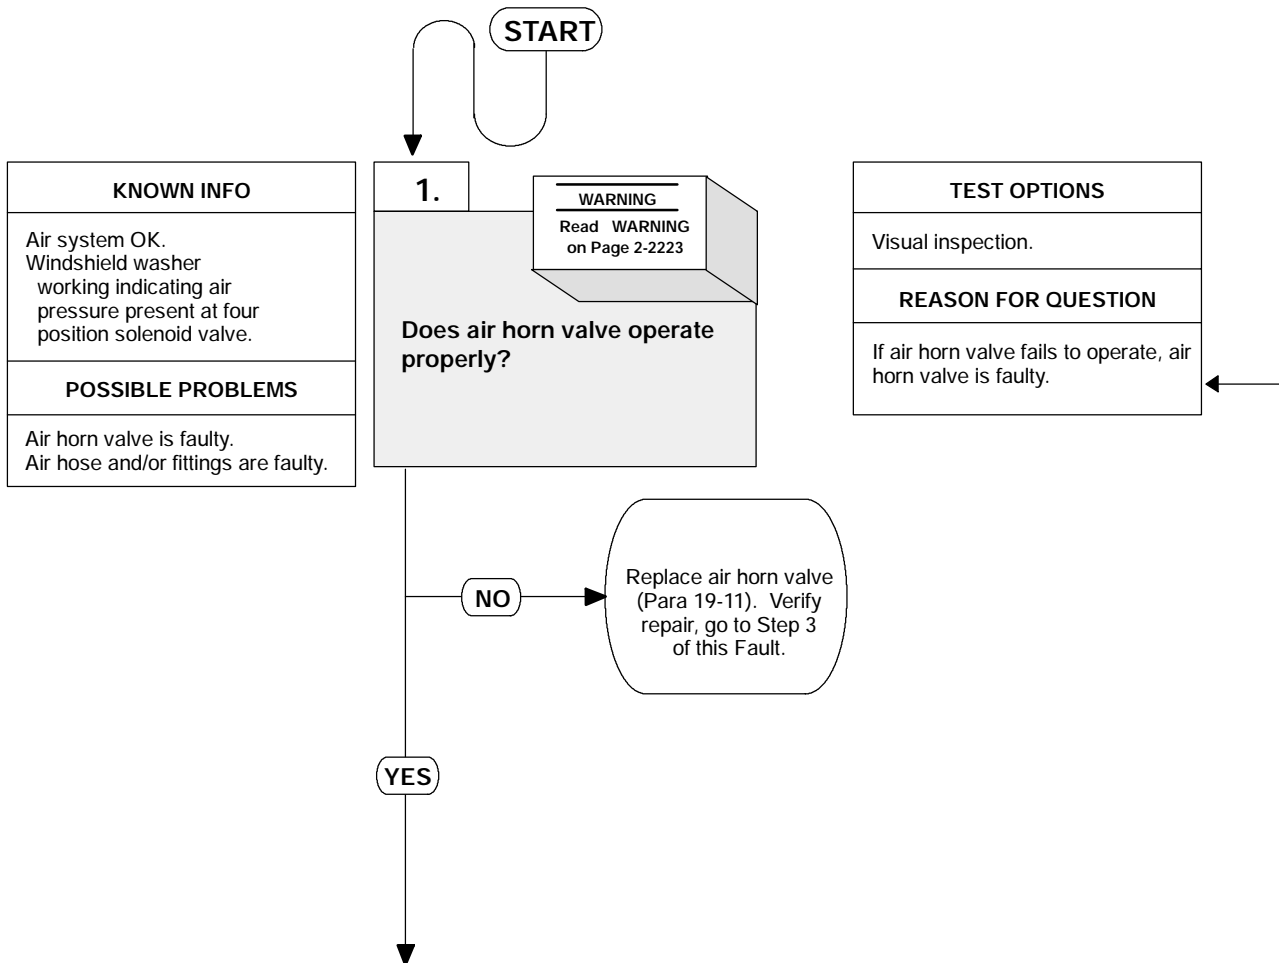 START
KNOWN INFO
Air system OK.
Windshield washer
working indicating air
pressure present at four
position solenoid valve.
POSSIBLE PROBLEMS
Air horn valve is faulty.
Air hose and/or fittings are faulty.
1.
WARNING
Read WARNING
on Page 2-2223
Does air horn valve operate
properly?
TEST OPTIONS
Visual inspection.
REASON FOR QUESTION
If air horn valve fails to operate, air
horn valve is faulty.
NO
Replace air horn valve
(Para 19-11). Verify
repair, go to Step 3
of this Fault.
YES